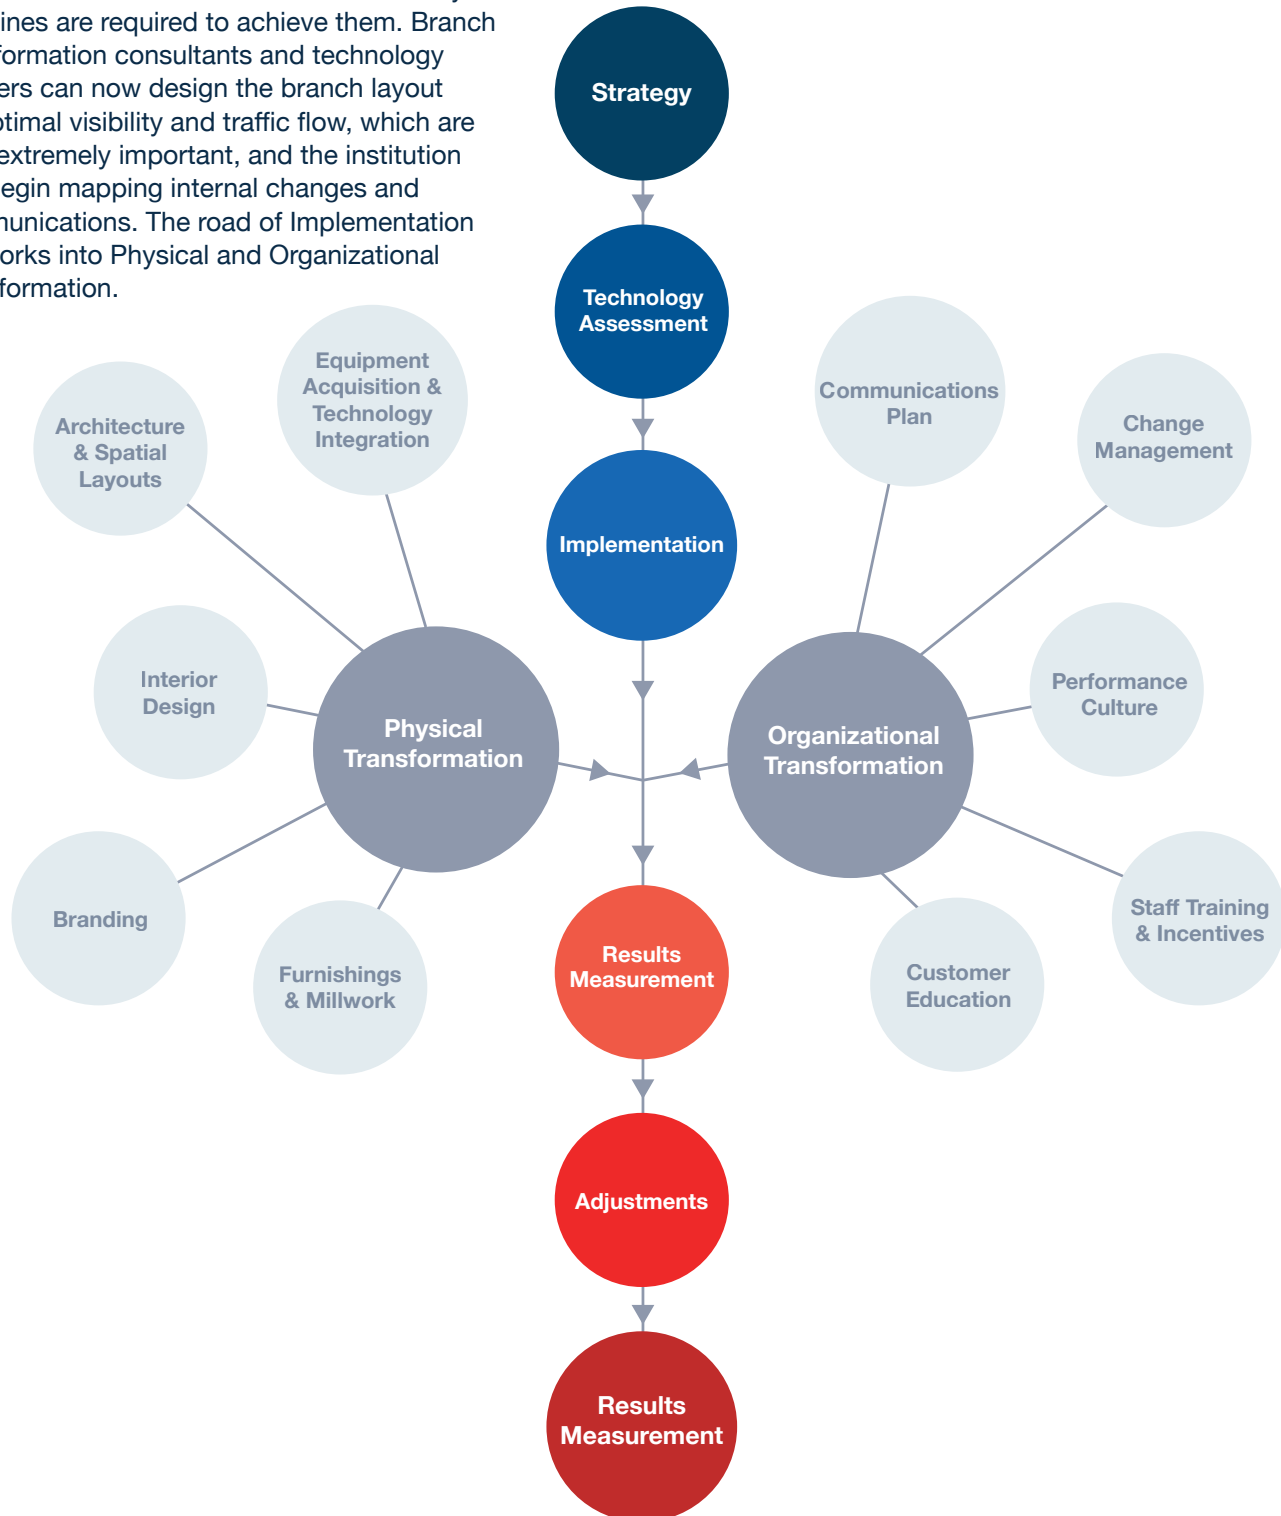 ines are required to achieve them. Branch
formation consultants and technology
ers can now design the branch layout
ptimal visibility and traffic flow, which are
extremely important, and the institution
egin mapping internal changes and
munications. The road of Implementation
orks into Physical and Organizational
formation.
Strategy
Technology
Assessment
Equipment
Acquisition &
Technology
Integration
Architecture
& Spatial
Layouts
Communications
Plan
Change
Management
Implementation
Interior
Design
Physical
Transformation
Organizational
Transformation
Performance
Culture
Branding
Furnishings
& Millwork
Results
Measurement
Customer
Education
Staff Training
& Incentives
Adjustments
Results
Measurement